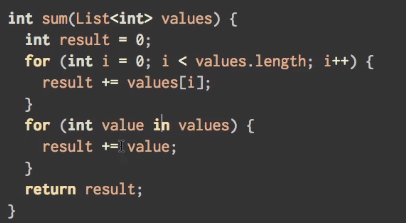 int sum(List<int> values) {
  int result = 0;
  for (int i = 0; i < values.length; i++) {
    result += values[i];
  }
  for (int value in values) {
    result += value;
  }
  return result;
}